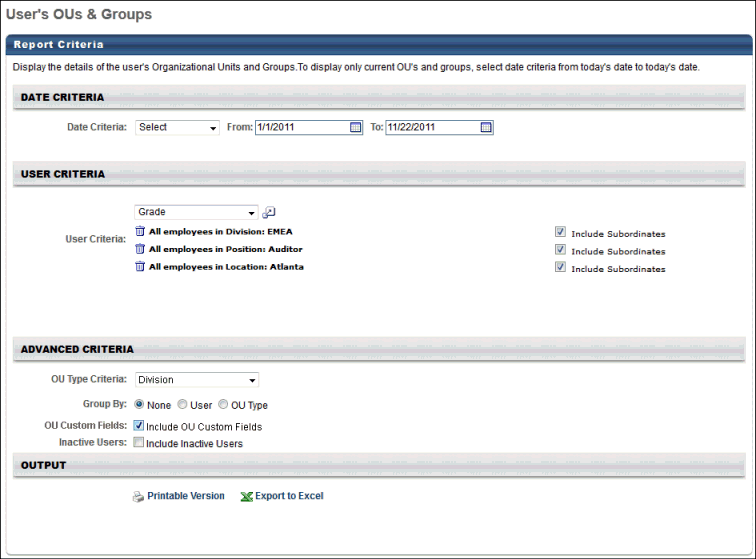 User's OUs & Groups
Report Criteria
Display the details of the user's Organizational Units and Groups.To display only current OU's and groups, select date criteria from today's date to today's date.
DATE CRITERIA
Date Criteria: Select From: 1/1/2011 To: 11/22/2011
USER CRITERIA
Grade
User Criteria: All employees in Division: EMEA Include Subordinates
All employees in Position: Auditor Include Subordinates
All employees in Location: Atlanta Include Subordinates
ADVANCED CRITERIA
OU Type Criteria: Division
Group By: None User OU Type
OU Custom Fields: Include OU Custom Fields
Inactive Users: Include Inactive Users
OUTPUT
Printable Version Export to Excel